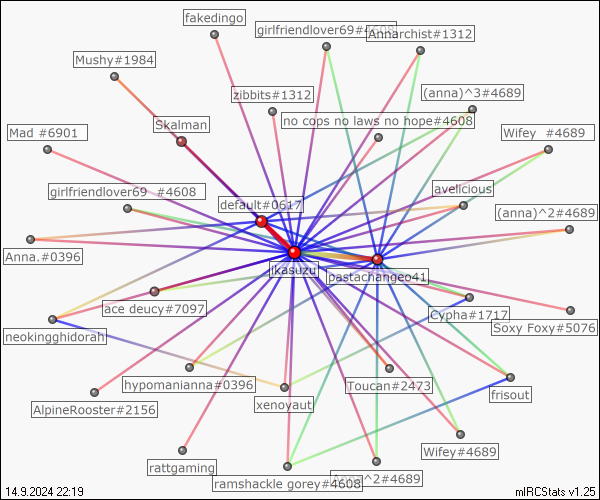 fakedingo
girlfriendlover69#4608
Annarchist#1312
Mushy#1984
zibbits#1312
(anna)^3#4689
Skalman
no cops no laws no hope#4608
Mad #6901
Wifey  #4689
girlfriendlover69  #4608
default#0617
avelicious
(anna)^2#4689
Anna.#0396
ikasuzu
pastachangeo41
ace deucy#7097
Cypha#1717
Soxy Foxy#5076
neokingghidorah
hypomanianna#0396
Toucan#2473
frisout
AlpineRooster#2156
xenoyaut
Wifey#4689
rattgaming
ramshackle gorey#4608
Anna^2#4689
14.9.2024 22:19
mIRCStats v1.25